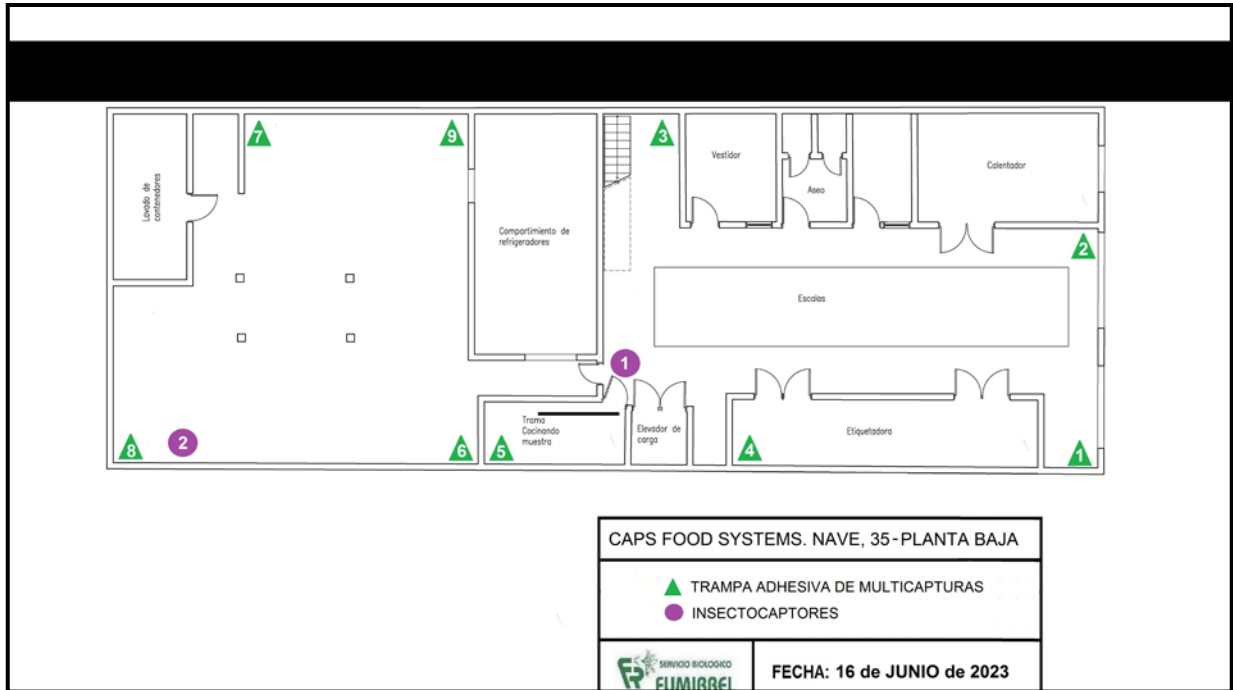 7
9
3
Vestidor
Aseo
Calentador
Lavado de
contenedores
Compartimiento de
refrigeradores
2
Escalas
1
Trama
Cocinando
muestra
Elevador de
carga
Etiquetadora
8
2
6
5
4
1
CAPS FOOD SYSTEMS. NAVE, 35-PLANTA BAJA
TRAMPA ADHESIVA DE MULTICAPTURAS
INSECTOCAPTORES
SERVICIO BIOLOGICO
FUMIRREL
FECHA: 16 de JUNIO de 2023